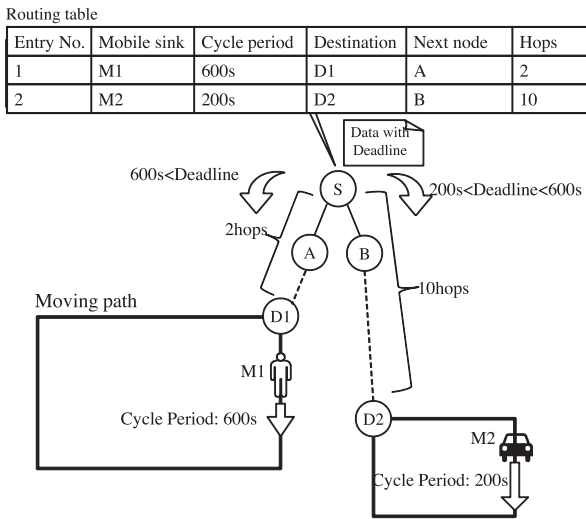 Routing table
Entry No. Mobile sink Cycle period Destination Next node Hops
1 M1 600s D1 A 2
2 M2 200s D2 B 10
Data with
Deadline
600s<Deadline
S
200s<Deadline<600s
2hops
A
B
10hops
Moving path
D1
M1
Cycle Period: 600s
D2
M2
Cycle Period: 200s